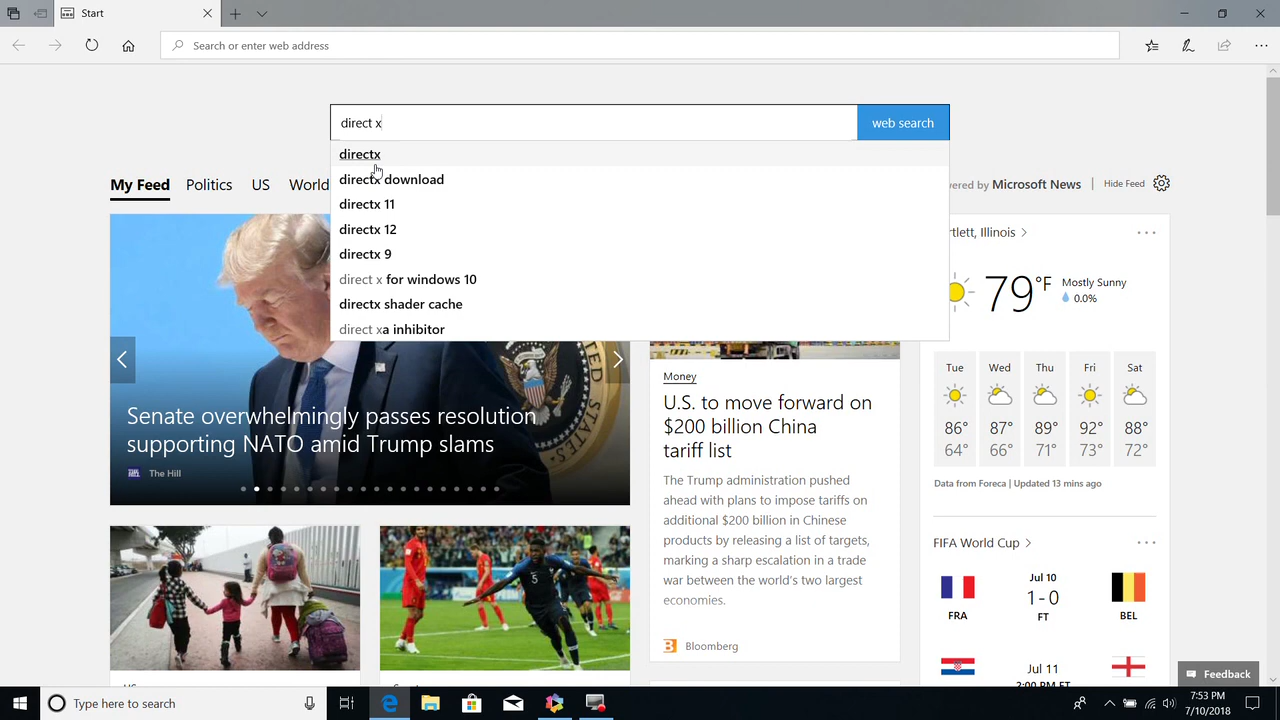 Start
Search or enter web address
direct x
web search
directx
directx download
directx 11
directx 12
directx 9
direct x for windows 10
directx shader cache
direct xa inhibitor
My Feed
Politics
US
World
ered by Microsoft News
Hide Feed
Senate overwhelmingly passes resolution
supporting NATO amid Trump slams
The Hill
Money
U.S. to move forward on
$200 billion China
tariff list
The Trump administration pushed
ahead with plans to impose tariffs on
additional $200 billion in Chinese
products by releasing a list of targets,
marking a sharp escalation in a trade
war between the world's two largest
economies.
Bloomberg
rtlett, Illinois
79°F
Mostly Sunny
0.0%
Tue Wed Thu Fri Sat
86° 87° 89° 92° 88°
64° 70° 71° 73° 72°
Data from Foreca | Updated 13 mins ago
FIFA World Cup
Jul 10
1-0
FRA FT BEL
5
Jul 11
2:00 PM ET
Feedback
Type here to search
7:53 PM
7/10/2018